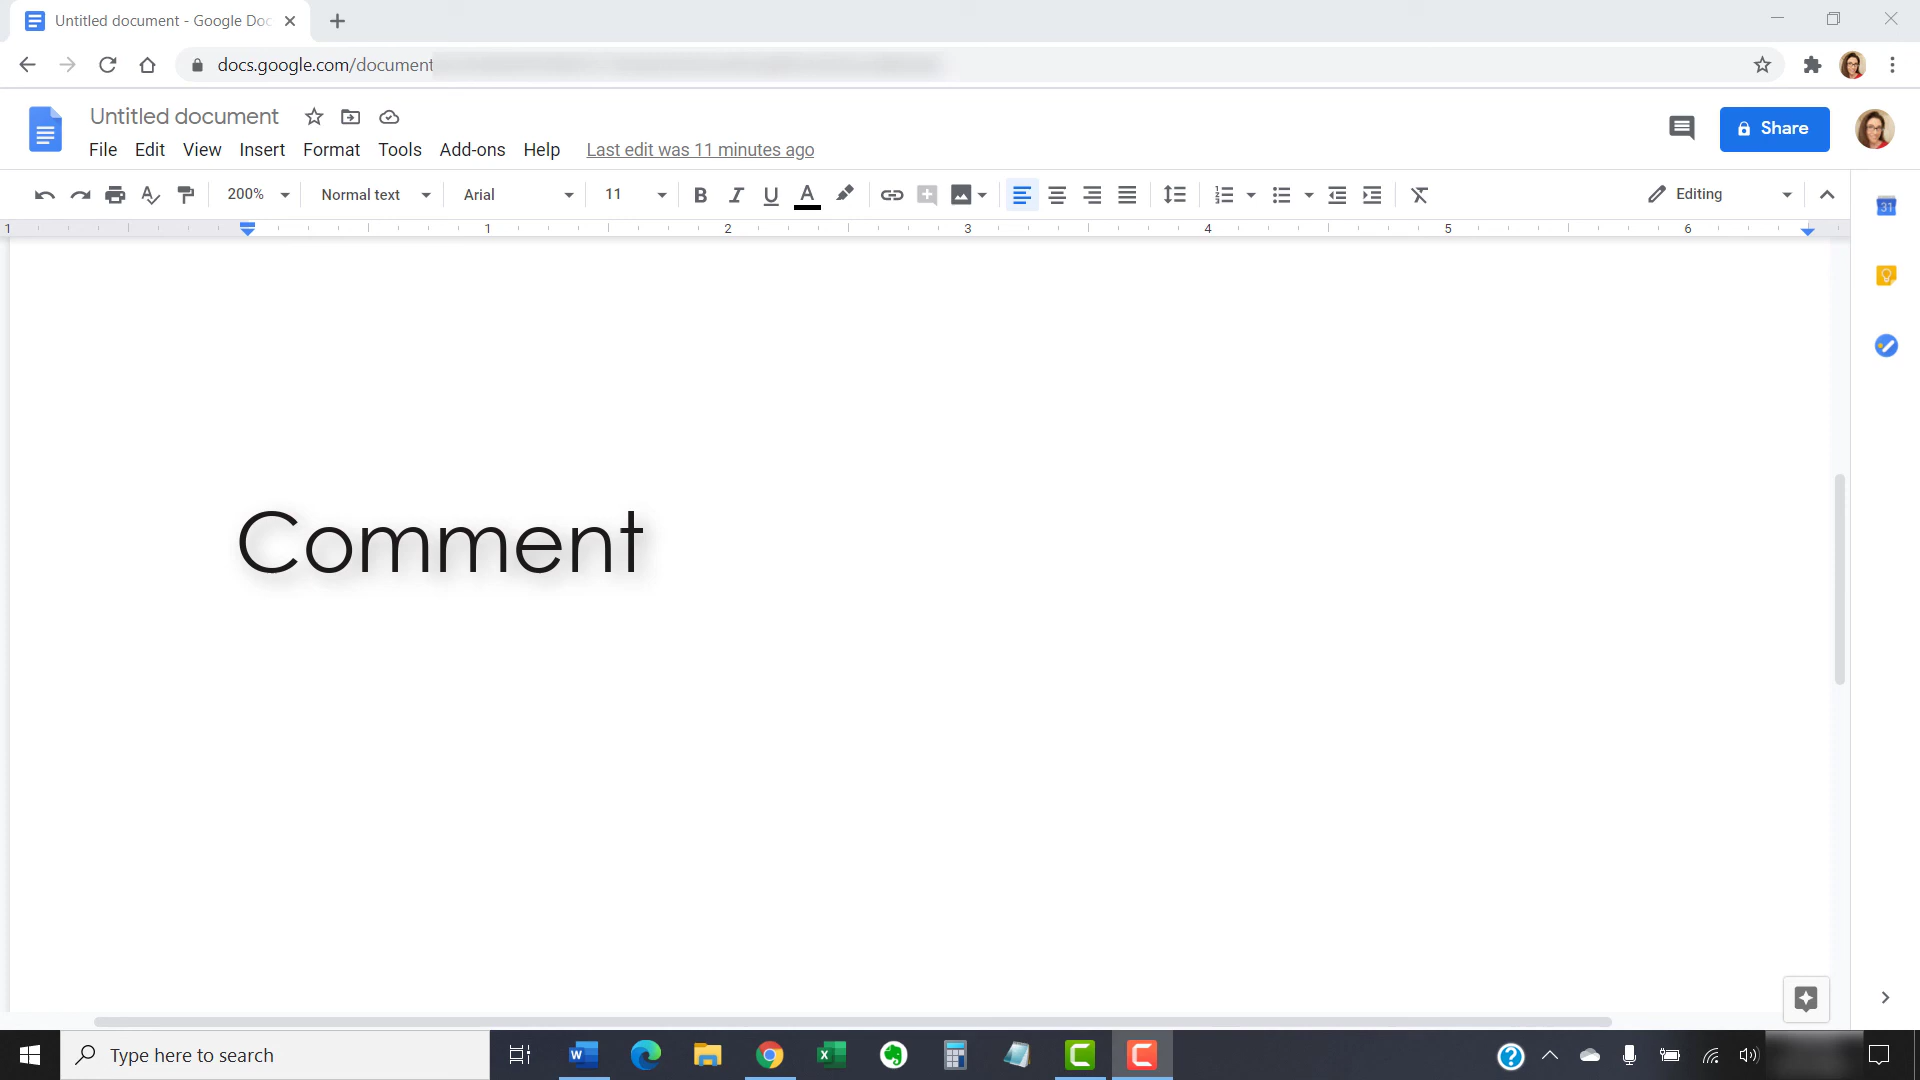 Untitled document - Google Doc
docs.google.com/document
Untitled document
Share
File Edit View Insert Format Tools Add-ons Help Last edit was 11 minutes ago
200% Normal text Arial 11 B I U A Editing
1 1 2 3 4 5 6
31
Comment
Type here to search